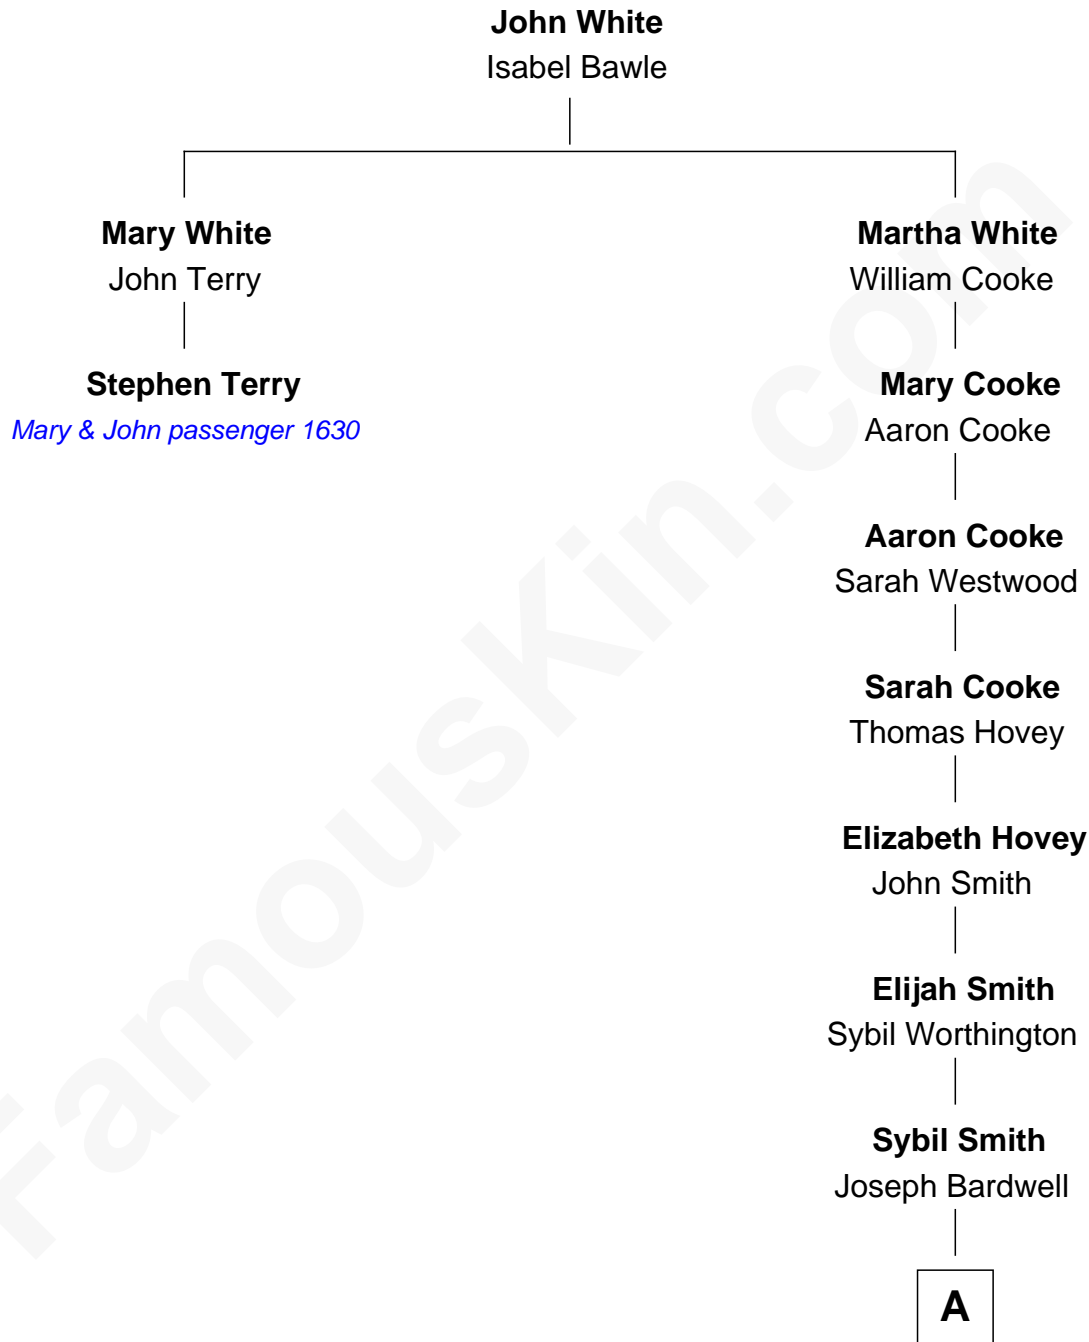 John White
Isabel Bawle
Mary White
John Terry
Stephen Terry
Mary & John passenger 1630
Martha White
William Cooke
Mary Cooke
Aaron Cooke
Aaron Cooke
Sarah Westwood
Sarah Cooke
Thomas Hovey
Elizabeth Hovey
John Smith
Elijah Smith
Sybil Worthington
Sybil Smith
Joseph Bardwell
A
FamousKin.com